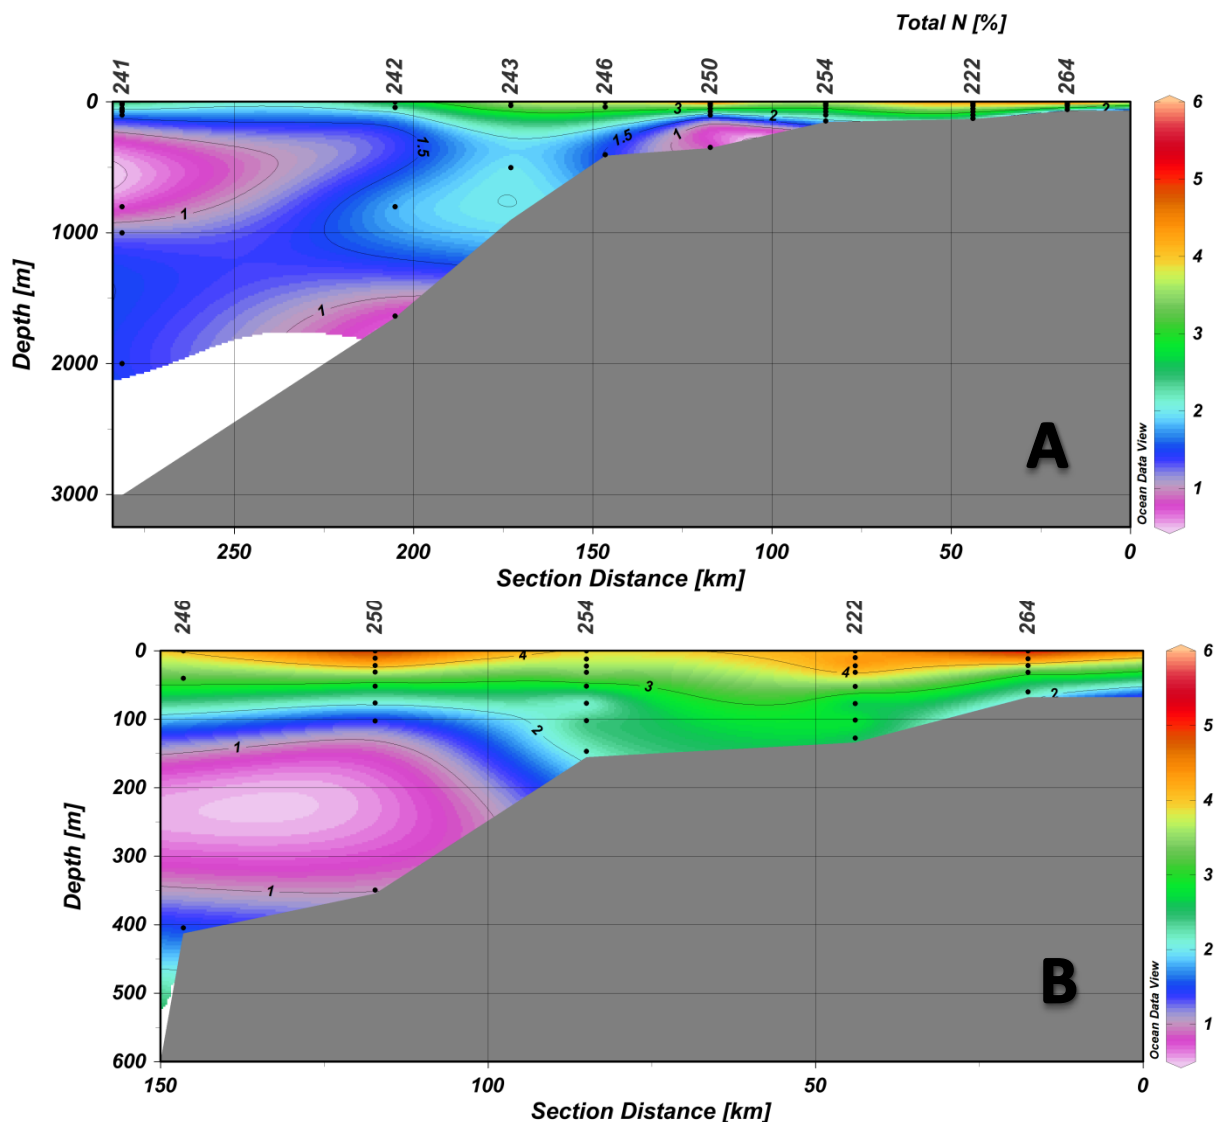 Total N [%]
241 242 243 246 250 254 222 264
0
1000
2000
3000
Depth [m]
1.5
1
1
1.5
1
3
2
2
A
Ocean Data View
6
5
4
3
2
1
250 200 150 100 50 0
Section Distance [km]
246 250 254 222 264
0
100
200
300
400
500
600
Depth [m]
4
4
3
2
2
1
1
B
Ocean Data View
6
5
4
3
2
1
150 100 50 0
Section Distance [km]